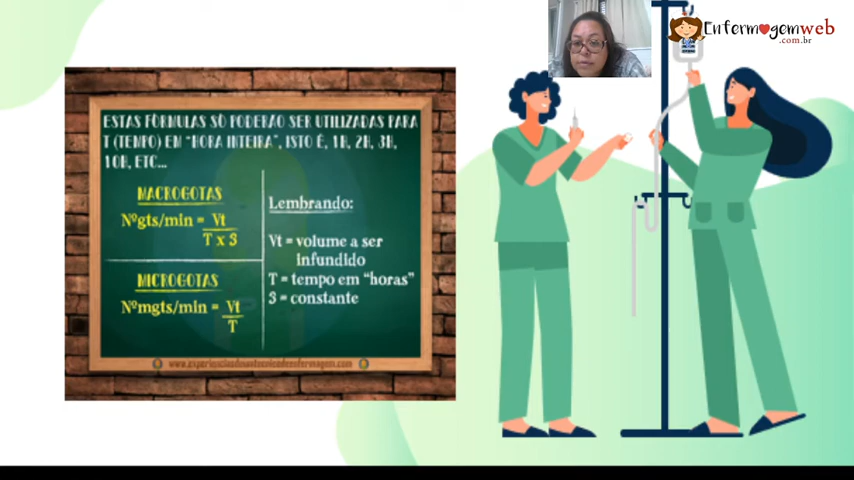 Enfermagemweb
.com.br
ESTAS FÓRMULAS SÓ PODERÃO SER UTILIZADAS PARA
T (TEMPO) EM "HORA INTEIRA", ISTO É, 1H, 2H, 3H,
10H, ETC...
MACROGOTAS
Nºgts/min = Vt
T x 3
MICROGOTAS
Nºmgts/min = Vt
T
Lembrando:
Vt = volume a ser
infundido
T = tempo em "horas"
3 = constante